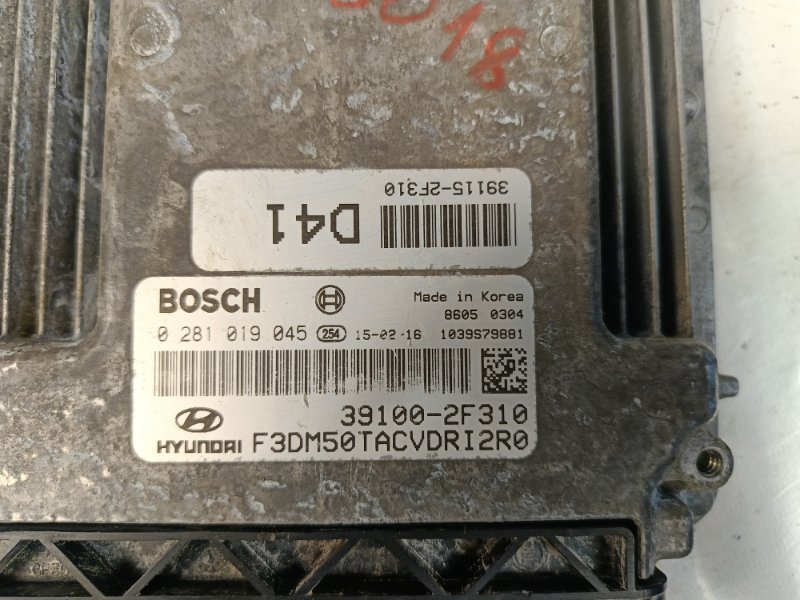 8018
39115-2F310
D41
BOSCH
Made in Korea
8605 0304
0 281 019 045 254 15-02-16 1039S79881
39100-2F310
HYUNDAI F3DM50TACVDRI2R0